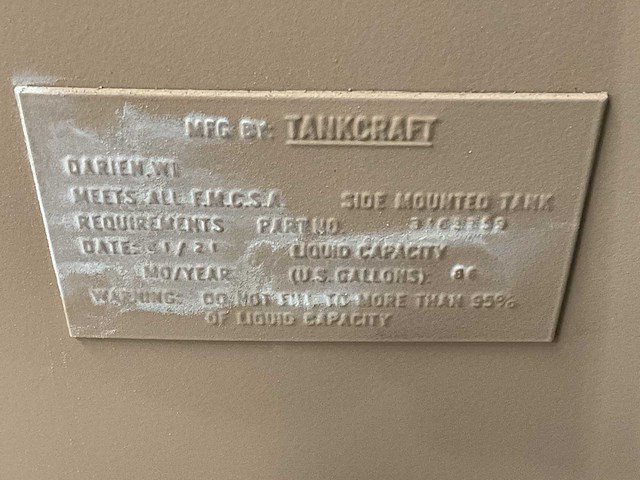 MFG BY: TANKCRAFT
DARIEN, WI
MEETS ALL F.M.C.S.A. SIDE MOUNTED TANK
REQUIREMENTS PART NO.
DATE: / 21 LIQUID CAPACITY
MO/YEAR (U.S. GALLONS):
WARNING: DO NOT FILL TO MORE THAN 95%
OF LIQUID CAPACITY